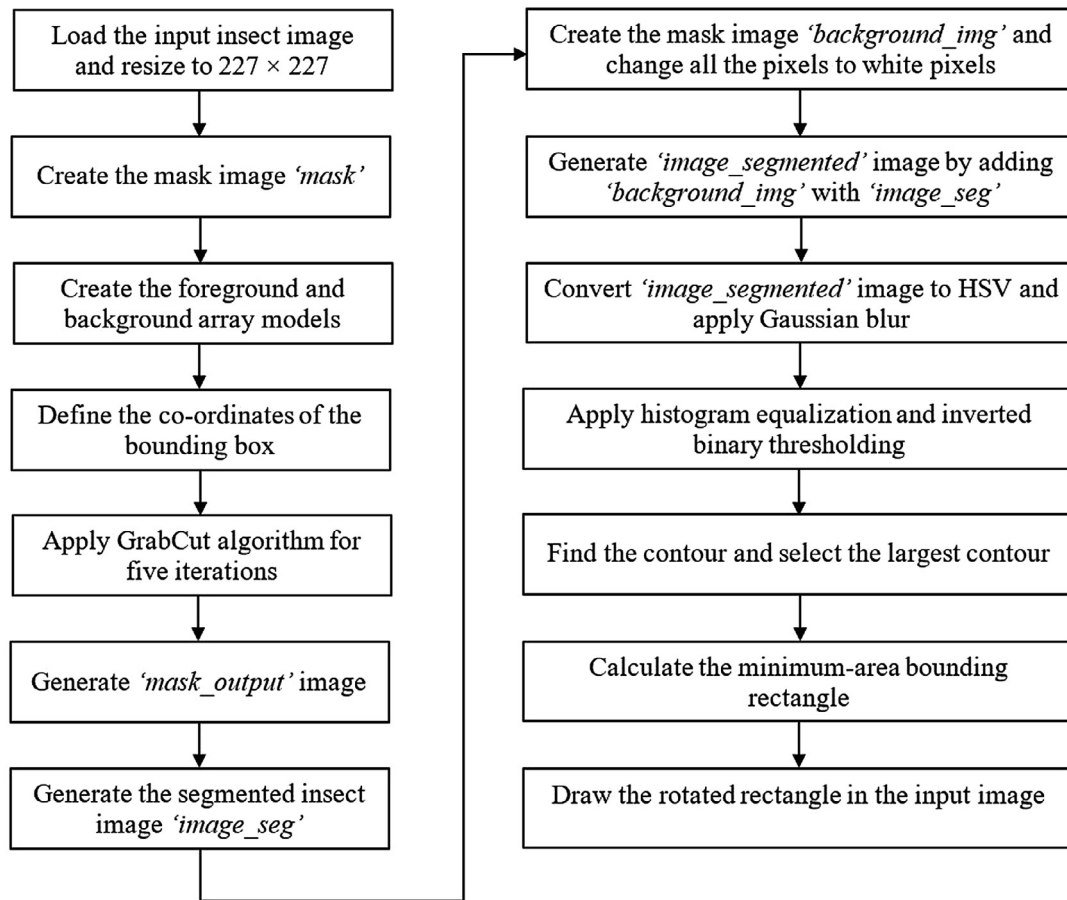 Load the input insect image
and resize to 227 × 227
Create the mask image ‘mask’
Create the foreground and
background array models
Define the co-ordinates of the
bounding box
Apply GrabCut algorithm for
five iterations
Generate ‘mask_output’ image
Generate the segmented insect
image ‘image_seg’
Create the mask image ‘background_img’ and
change all the pixels to white pixels
Generate ‘image_segmented’ image by adding
‘background_img’ with ‘image_seg’
Convert ‘image_segmented’ image to HSV and
apply Gaussian blur
Apply histogram equalization and inverted
binary thresholding
Find the contour and select the largest contour
Calculate the minimum-area bounding
rectangle
Draw the rotated rectangle in the input image